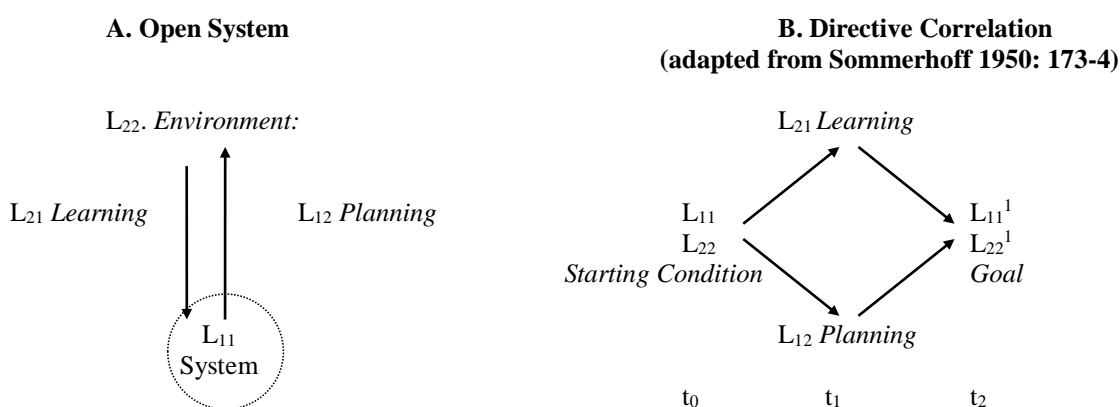 A. Open System
L₂₂. Environment:
L₂₁ Learning
L₁₂ Planning
L₁₁
System
B. Directive Correlation
(adapted from Sommerhoff 1950: 173-4)
L₂₁ Learning
L₁₁
L₂₂
Starting Condition
L₁₁¹
L₂₂¹
Goal
L₁₂ Planning
t₀ t₁ t₂